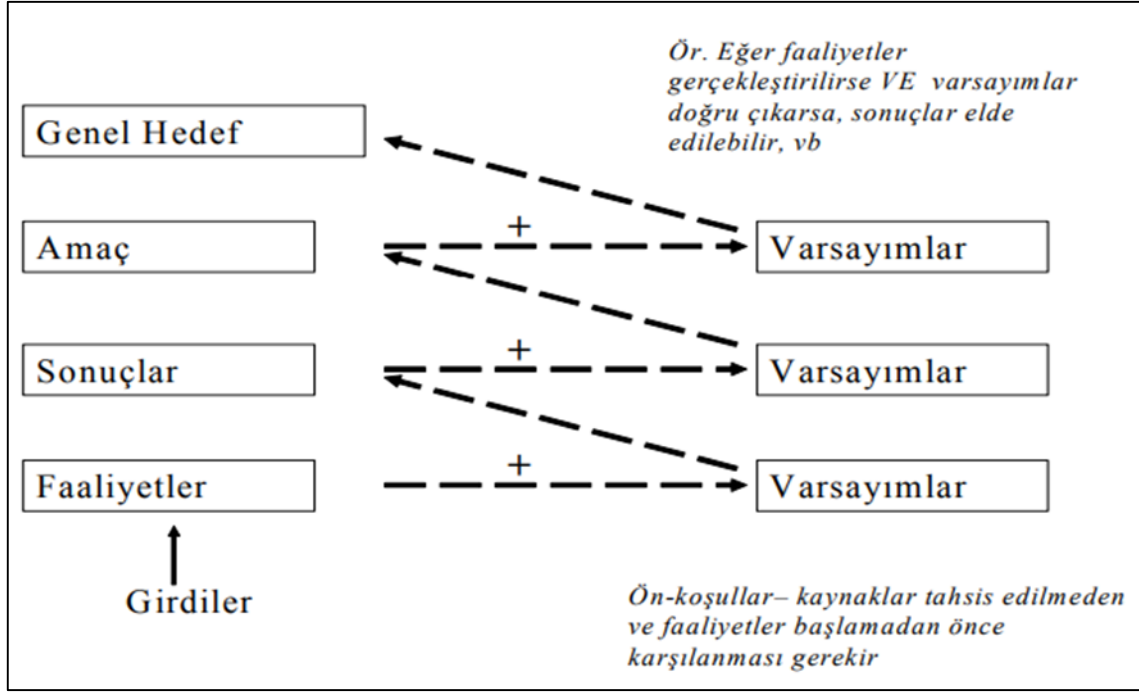 Ör. Eğer faaliyetler
gerçekleştirilirse VE varsayımlar
doğru çıkarsa, sonuçlar elde
edilebilir, vb
Genel Hedef
Amaç
+
Varsayımlar
Sonuçlar
+
Varsayımlar
Faaliyetler
+
Varsayımlar
Girdiler
Ön-koşullar– kaynaklar tahsis edilmeden
ve faaliyetler başlamadan önce
karşılanması gerekir